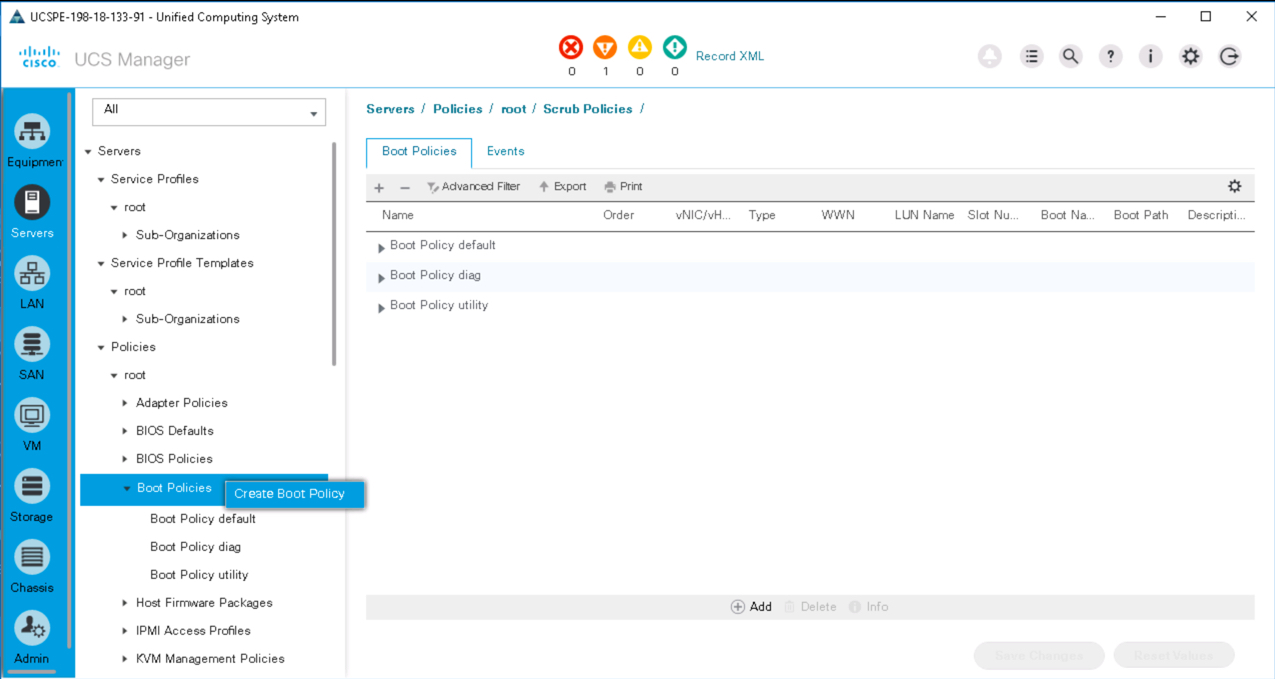 UCSPE-198-18-133-91 - Unified Computing System
cisco UCS Manager
0 1 0 0
Record XML
Equipmen
Servers
LAN
SAN
VM
Storage
Chassis
Admin
All
Servers
Service Profiles
root
Sub-Organizations
Service Profile Templates
root
Sub-Organizations
Policies
root
Adapter Policies
BIOS Defaults
BIOS Policies
Boot Policies
Create Boot Policy
Boot Policy default
Boot Policy diag
Boot Policy utility
Host Firmware Packages
IPMI Access Profiles
KVM Management Policies
Servers / Policies / root / Scrub Policies /
Boot Policies Events
+ – Advanced Filter Export Print
Name Order vNIC/vH... Type WWN LUN Name Slot Nu... Boot Na... Boot Path Descripti...
Boot Policy default
Boot Policy diag
Boot Policy utility
Add Delete Info
Save Changes Reset Values